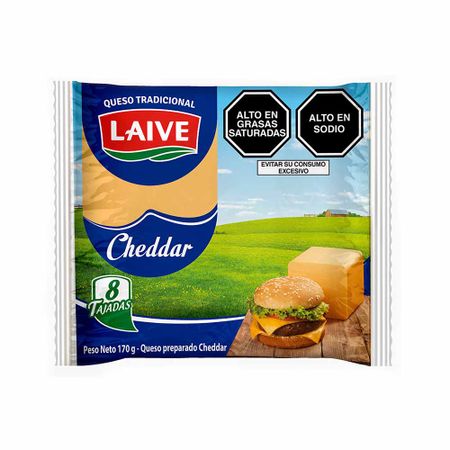 QUESO TRADICIONAL
LAIVE
Cheddar
8
TAJADAS
Peso Neto 170 g - Queso preparado Cheddar
ALTO EN
GRASAS
SATURADAS
ALTO EN
SODIO
EVITAR SU CONSUMO
EXCESIVO